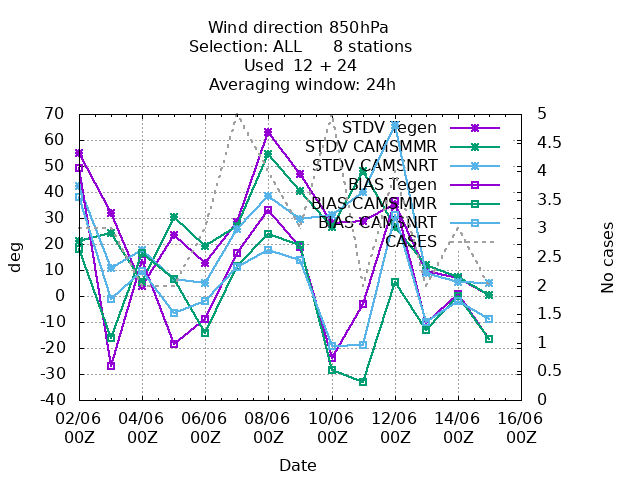 Wind direction 850hPa
Selection: ALL 8 stations
Used 12 + 24
Averaging window: 24h
STDV Tegen
STDV CAMSMMR
STDV CAMSNRT
BIAS Tegen
BIAS CAMSMMR
BIAS CAMSNRT
CASES
70
60
50
40
30
20
10
0
-10
-20
-30
-40
deg
5
4.5
4
3.5
3
2.5
2
1.5
1
0.5
0
No cases
02/06 04/06 06/06 08/06 10/06 12/06 14/06 16/06
00Z 00Z 00Z 00Z 00Z 00Z 00Z 00Z
Date